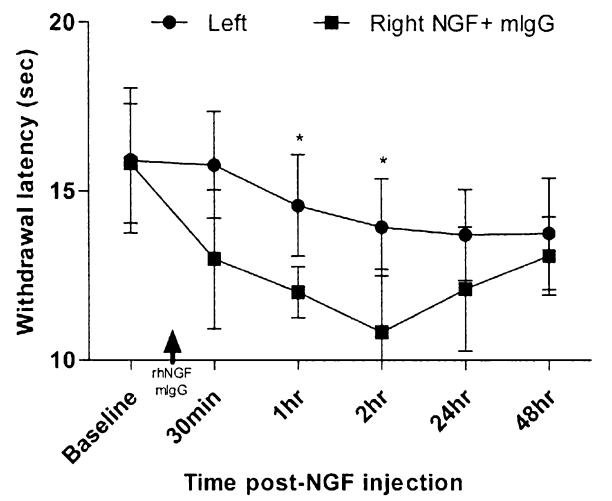 Left
Right NGF+ mIgG
Withdrawal latency (sec)
20
15
10
*
*
rhNGF
mIgG
Baseline
30min
1hr
2hr
24hr
48hr
Time post-NGF injection